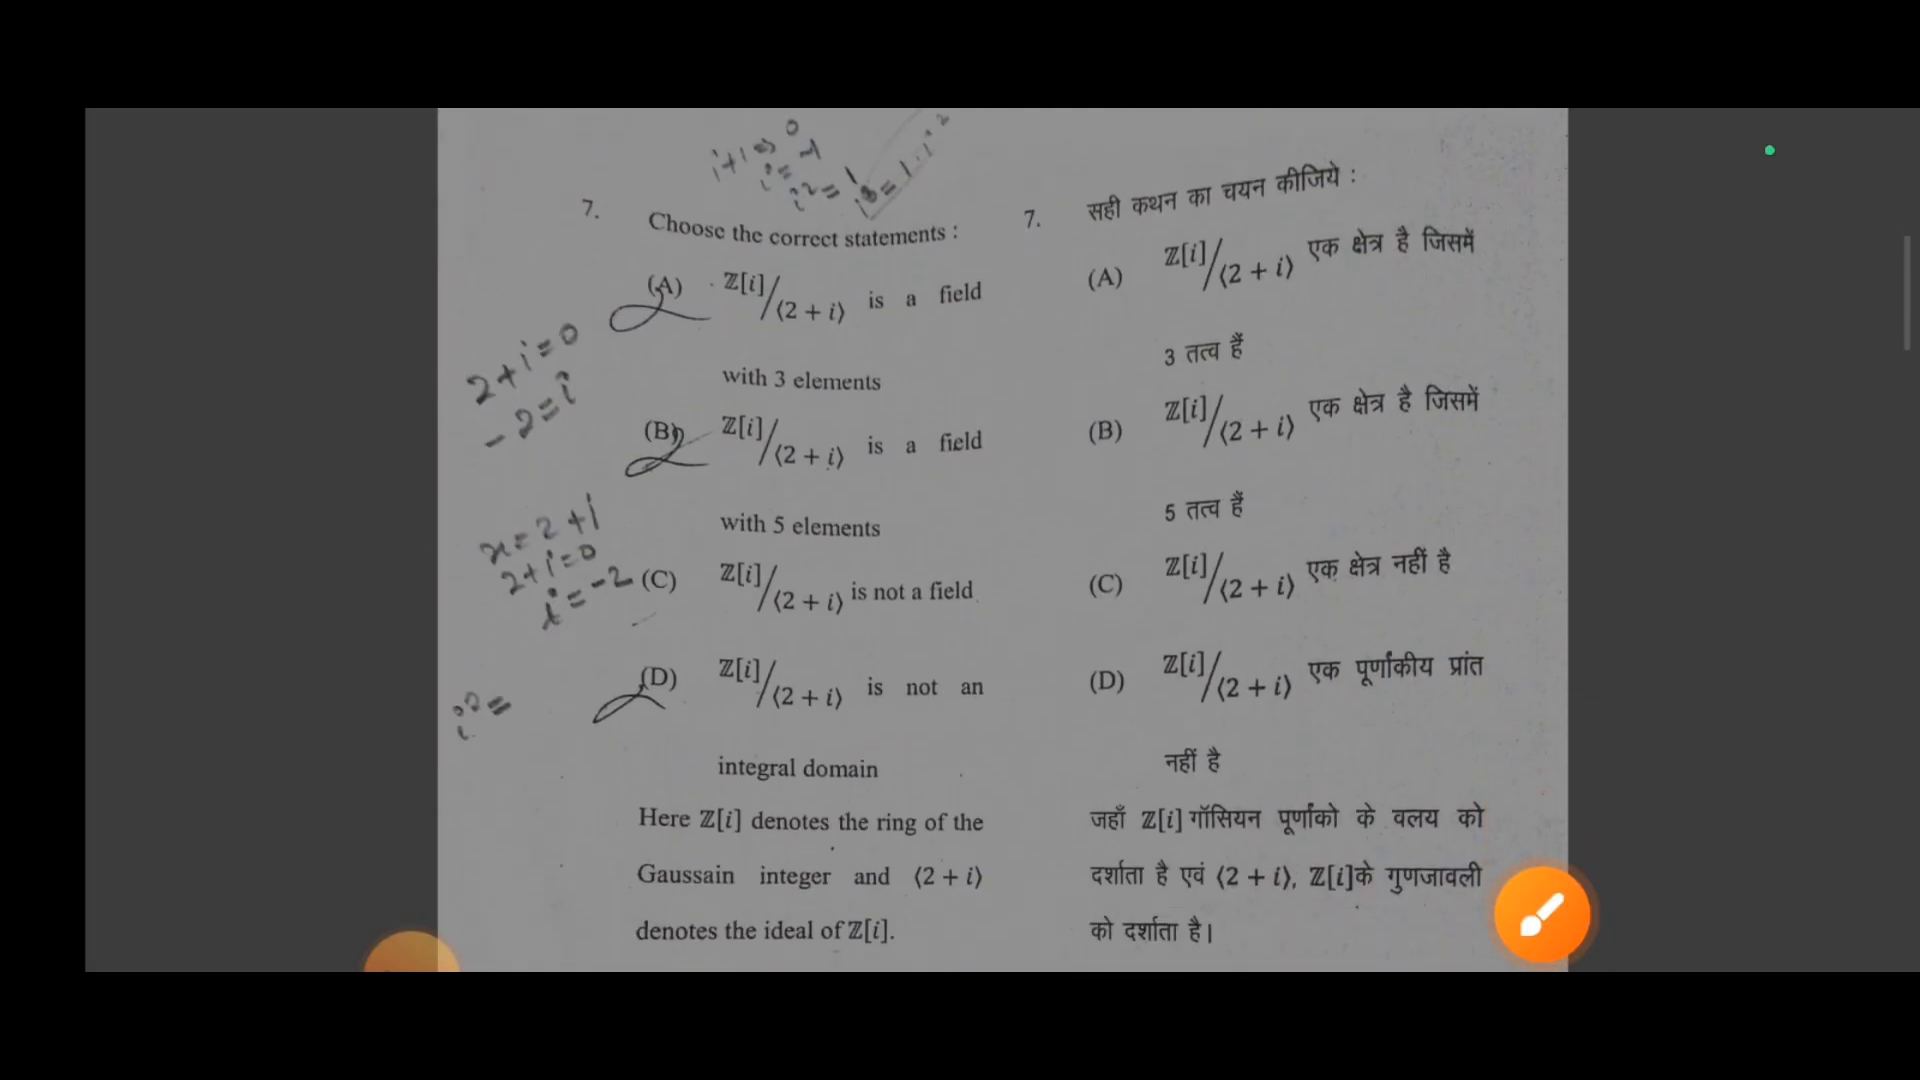 i+1=0
7. Choose the correct statements :
(A) ℤ[i]/⟨2 + i⟩ is a field
with 3 elements
(B) ℤ[i]/⟨2 + i⟩ is a field
with 5 elements
(C) ℤ[i]/⟨2 + i⟩ is not a field
(D) ℤ[i]/⟨2 + i⟩ is not an
integral domain
Here ℤ[i] denotes the ring of the
Gaussain integer and ⟨2 + i⟩
denotes the ideal of ℤ[i].
2+i=0
-2=i
x=2+i
2+i=0
i=-2
i²=
7. सही कथन का चयन कीजिये :
(A) ℤ[i]/⟨2 + i⟩ एक क्षेत्र है जिसमें
3 तत्व हैं
(B) ℤ[i]/⟨2 + i⟩ एक क्षेत्र है जिसमें
5 तत्व हैं
(C) ℤ[i]/⟨2 + i⟩ एक क्षेत्र नहीं है
(D) ℤ[i]/⟨2 + i⟩ एक पूर्णाकीय प्रांत
नहीं है
जहाँ ℤ[i] गॉसियन पूर्णांको के वलय को
दर्शाता है एवं ⟨2 + i⟩, ℤ[i]के गुणजावली
को दर्शाता है।